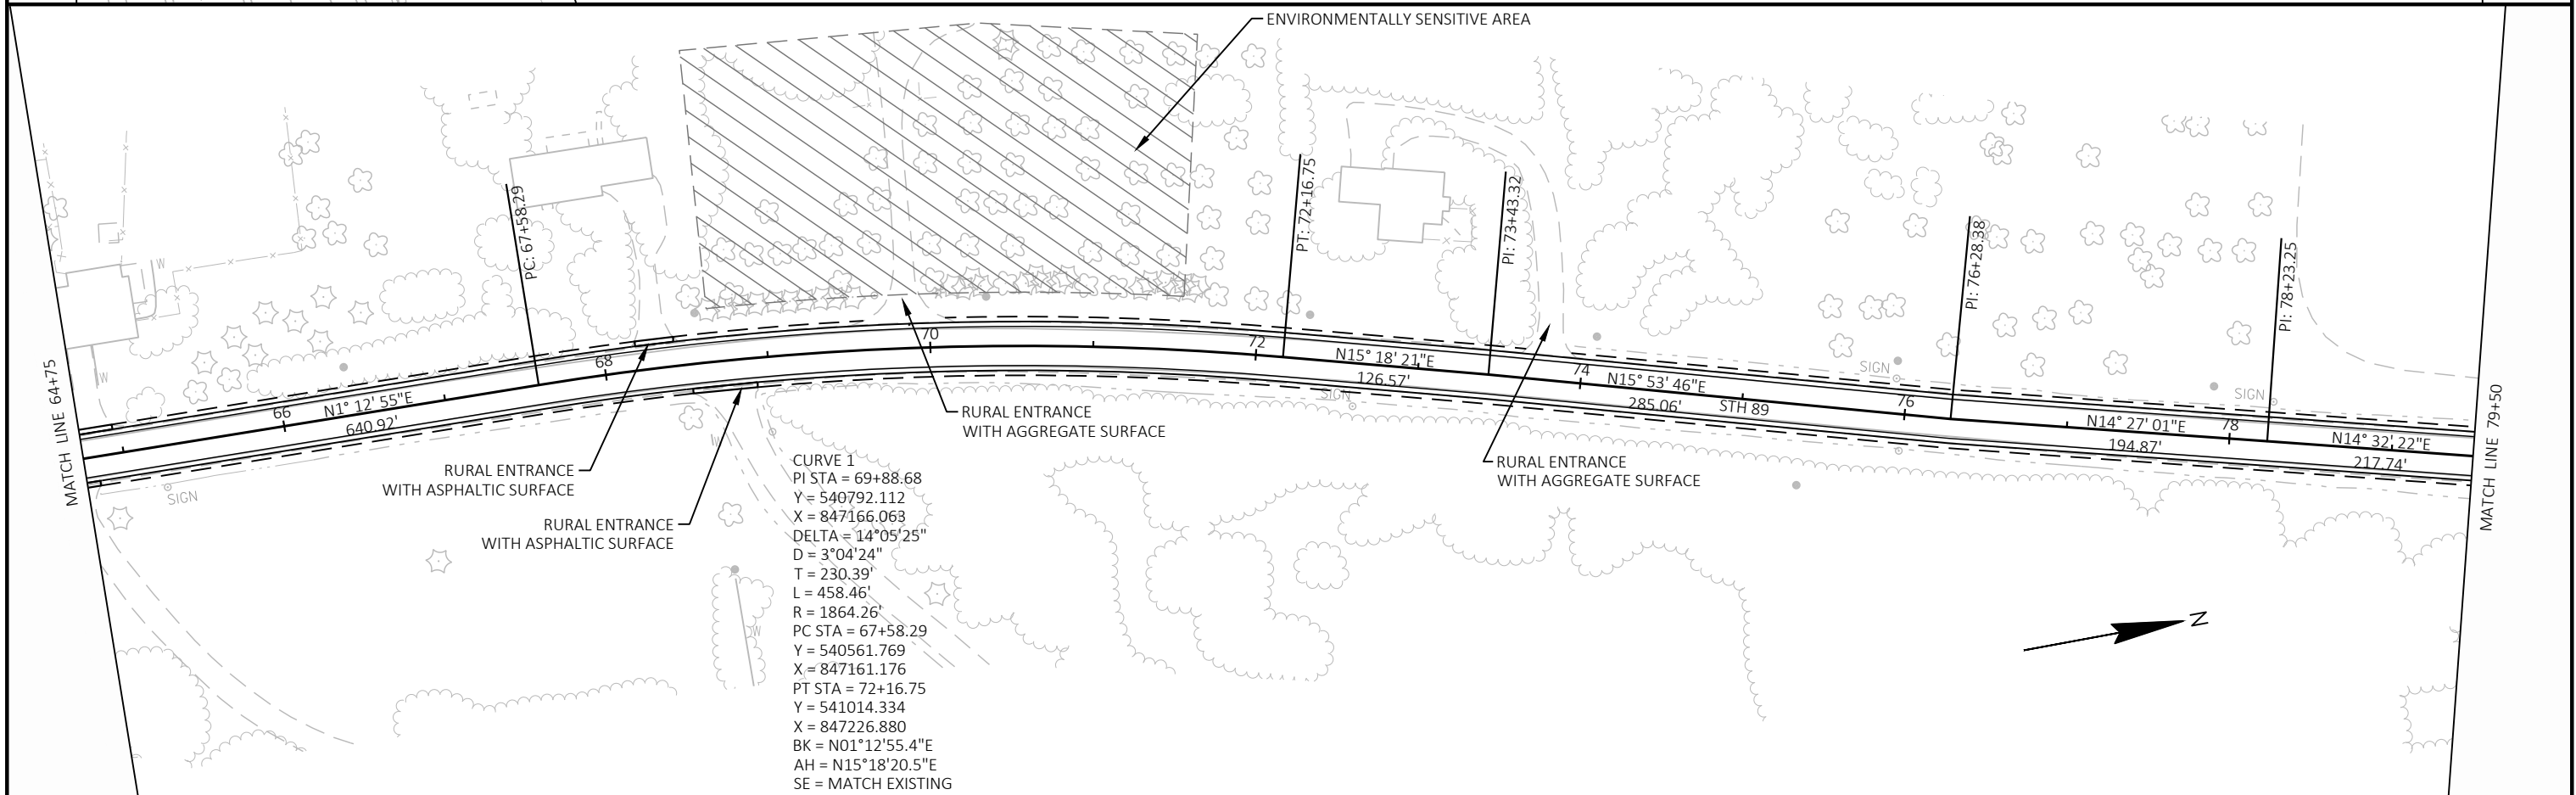 ENVIRONMENTALLY SENSITIVE AREA
MATCH LINE 64+75
PC: 67+58.29
PT: 72+16.75
PI: 73+43.32
PI: 76+28.38
PI: 78+23.25
MATCH LINE 79+50
W
W
66
N1° 12' 55"E
640.92'
68
70
72
N15° 18' 21"E
126.57'
74
N15° 53' 46"E
285.06'
STH 89
76
N14° 27' 01"E
194.87'
78
N14° 32' 22"E
217.74'
SIGN
SIGN
SIGN
SIGN
W
W
RURAL ENTRANCE
WITH ASPHALTIC SURFACE
RURAL ENTRANCE
WITH ASPHALTIC SURFACE
RURAL ENTRANCE
WITH AGGREGATE SURFACE
RURAL ENTRANCE
WITH AGGREGATE SURFACE
CURVE 1
PI STA = 69+88.68
Y = 540792.112
X = 847166.063
DELTA = 14°05'25"
D = 3°04'24"
T = 230.39'
L = 458.46'
R = 1864.26'
PC STA = 67+58.29
Y = 540561.769
X = 847161.176
PT STA = 72+16.75
Y = 541014.334
X = 847226.880
BK = N01°12'55.4"E
AH = N15°18'20.5"E
SE = MATCH EXISTING
N